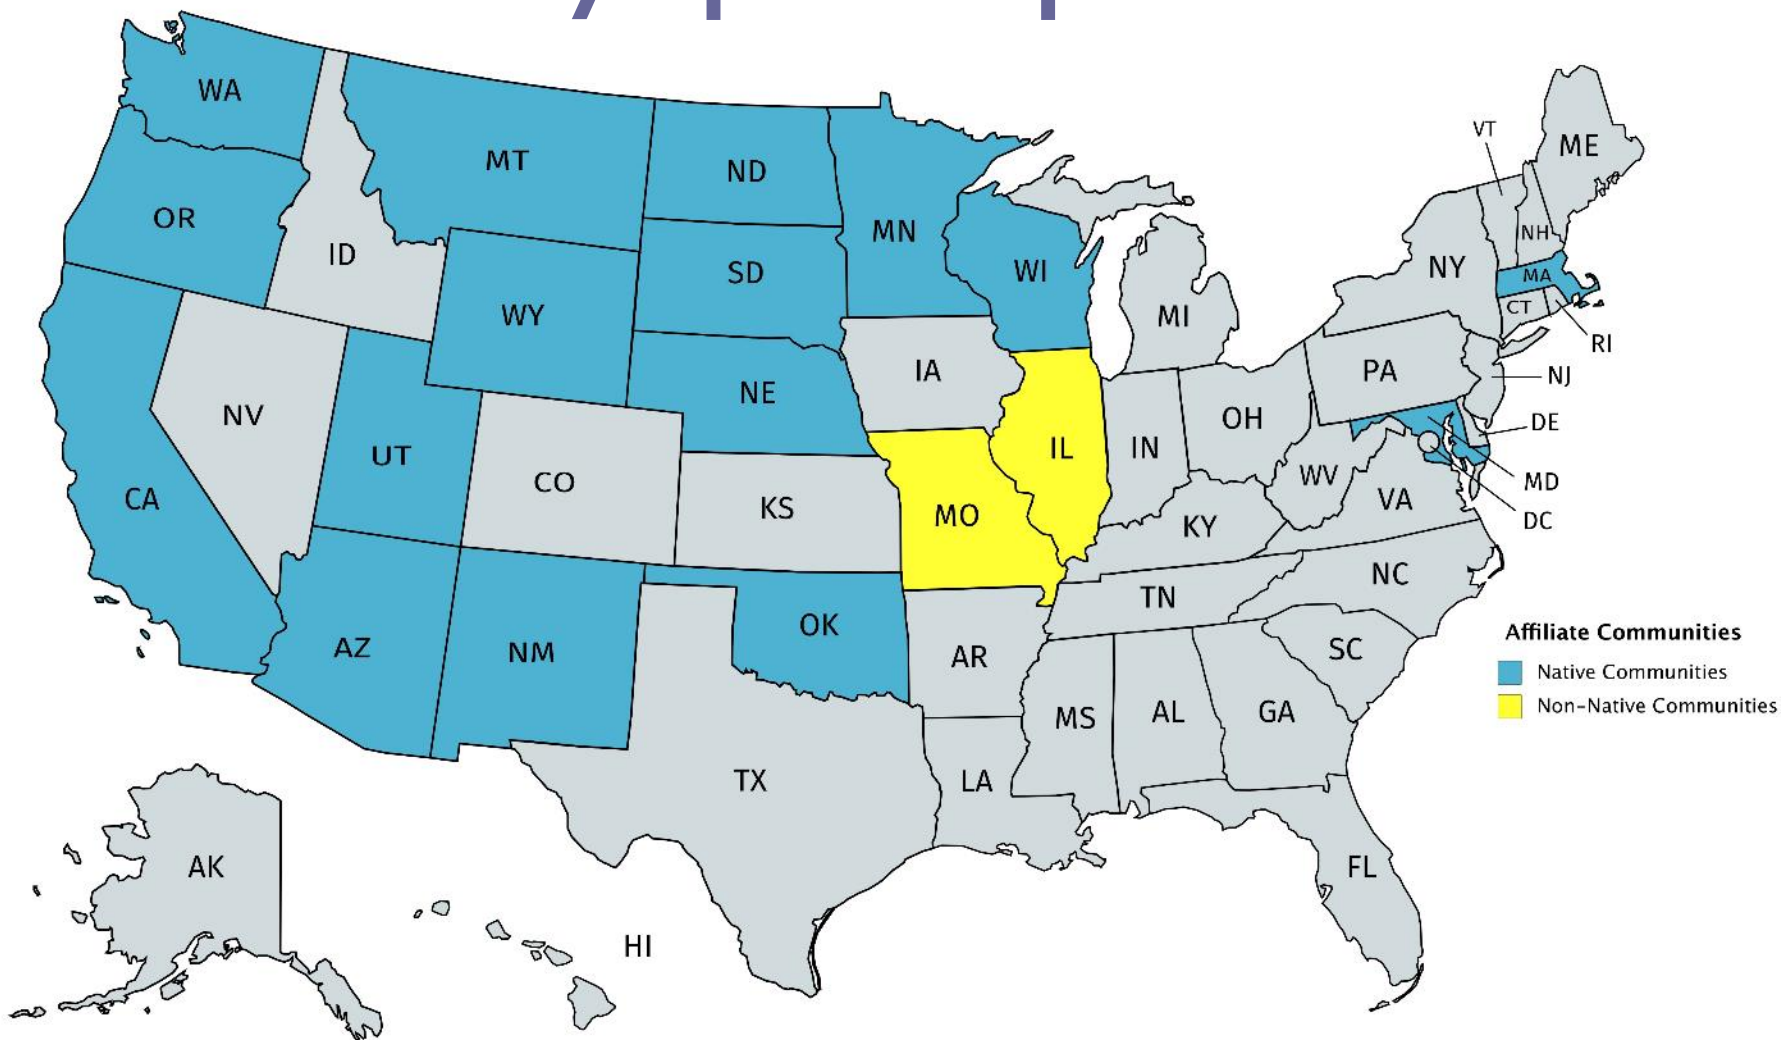 WA
MT
ND
MN
OR
ID
SD
WI
WY
MI
VT
ME
NH
NY
MA
CT
RI
IA
NE
PA
NJ
NV
UT
CO
KS
MO
IL
IN
OH
WV
VA
DE
MD
DC
CA
KY
AZ
NM
OK
AR
TN
NC
SC
MS
AL
GA
TX
LA
FL
AK
HI
Affiliate Communities
Native Communities
Non-Native Communities